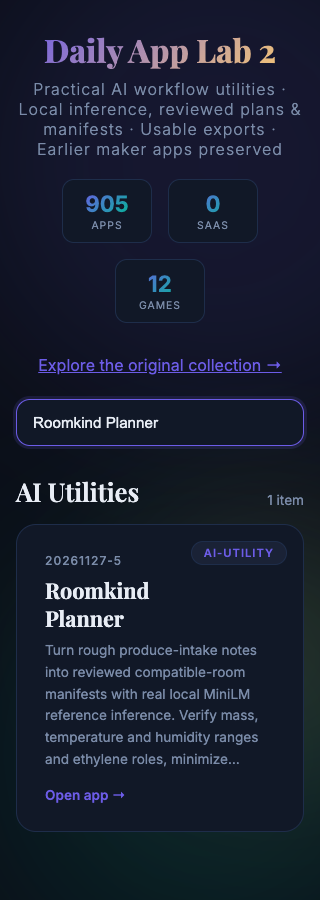 Daily App Lab 2
Practical AI workflow utilities ·
Local inference, reviewed plans &
manifests · Usable exports ·
Earlier maker apps preserved
905
APPS
0
SAAS
12
GAMES
Explore the original collection →
Roomkind Planner
AI Utilities
1 item
AI-UTILITY
20261127-5
Roomkind
Planner
Turn rough produce-intake notes
into reviewed compatible-room
manifests with real local MiniLM
reference inference. Verify mass,
temperature and humidity ranges
and ethylene roles, minimize...
Open app →